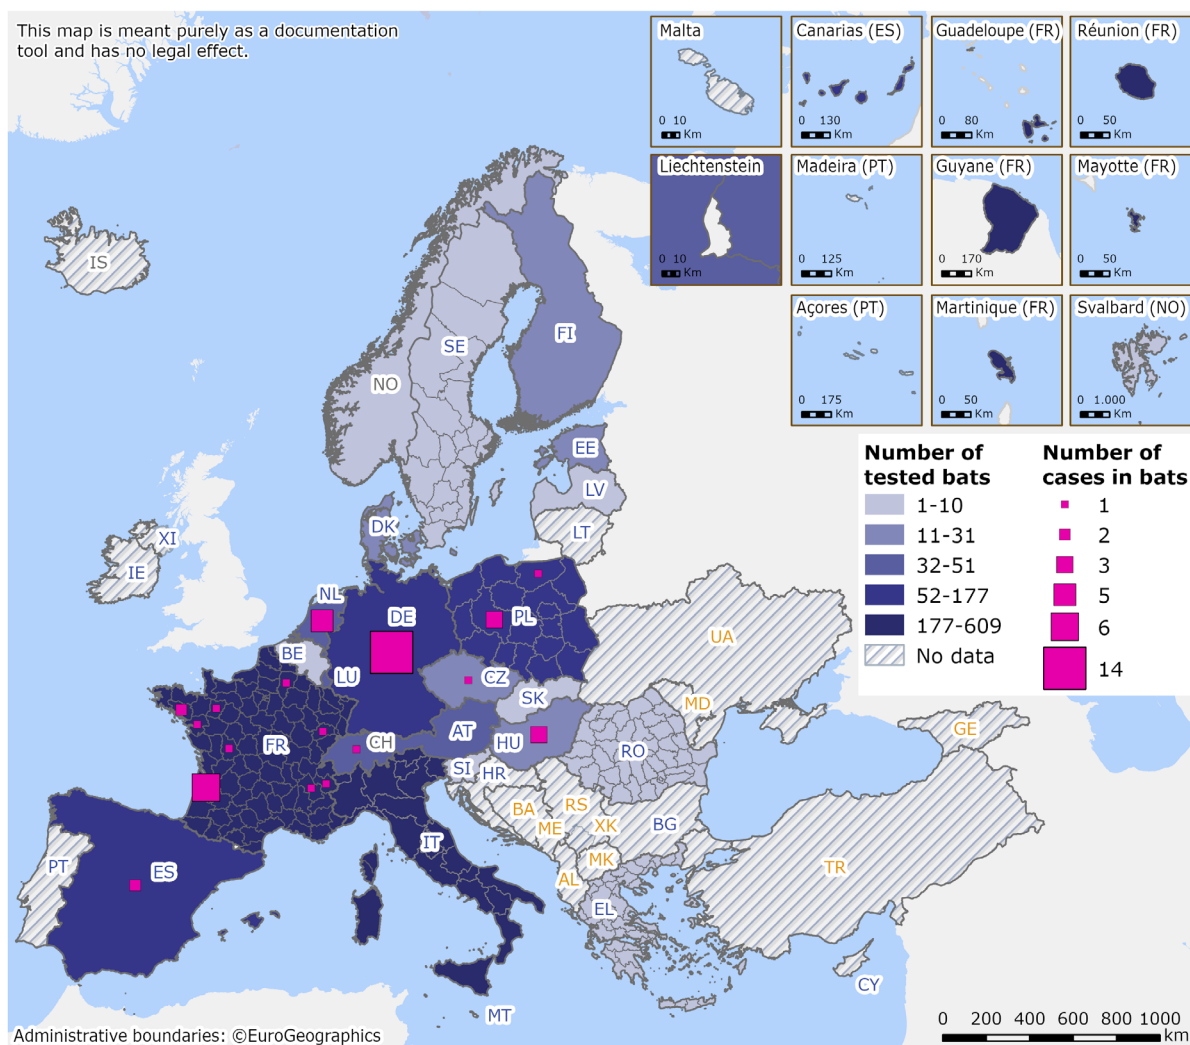 This map is meant purely as a documentation
tool and has no legal effect.
Malta
0 10
Km
Canarias (ES)
0 130
Km
Guadeloupe (FR)
0 80
Km
Réunion (FR)
0 50
Km
Liechtenstein
0 10
Km
Madeira (PT)
0 125
Km
Guyane (FR)
0 170
Km
Mayotte (FR)
0 50
Km
Açores (PT)
0 175
Km
Martinique (FR)
0 50
Km
Svalbard (NO)
0 1.000
Km
Number of
tested bats
1-10
11-31
32-51
52-177
177-609
No data
Number of
cases in bats
1
2
3
5
6
14
IS
SE
FI
NO
EE
LV
LT
DK
XI
IE
NL
DE
PL
BE
LU
CZ
UA
SK
MD
AT
CH
HU
RO
FR
GE
SI
HR
BA
RS
ME
XK
BG
IT
MK
AL
TR
PT
ES
EL
CY
MT
Administrative boundaries: ©EuroGeographics
0 200 400 600 800 1000
km